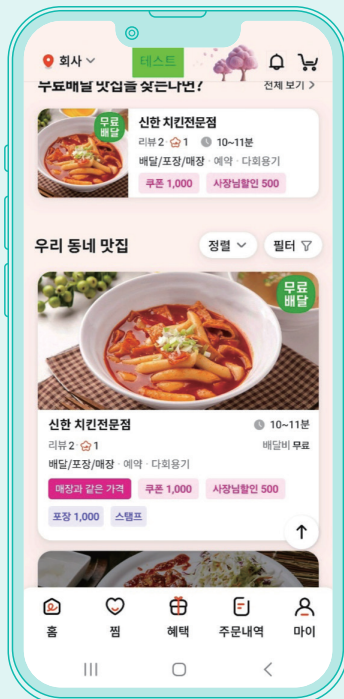 회사
테스트
무료배달 맛집을 찾는다면?
전체 보기 >
무료
배달
신한 치킨전문점
리뷰 2 · 1 10~11분
배달/포장/매장 · 예약 · 다회용기
쿠폰 1,000 사장님할인 500
우리 동네 맛집
정렬
필터
무료
배달
신한 치킨전문점
10~11분
리뷰 2 · 1
배달비 무료
배달/포장/매장 · 예약 · 다회용기
매장과 같은 가격 쿠폰 1,000 사장님할인 500
포장 1,000 스탬프
홈 찜 혜택 주문내역 마이